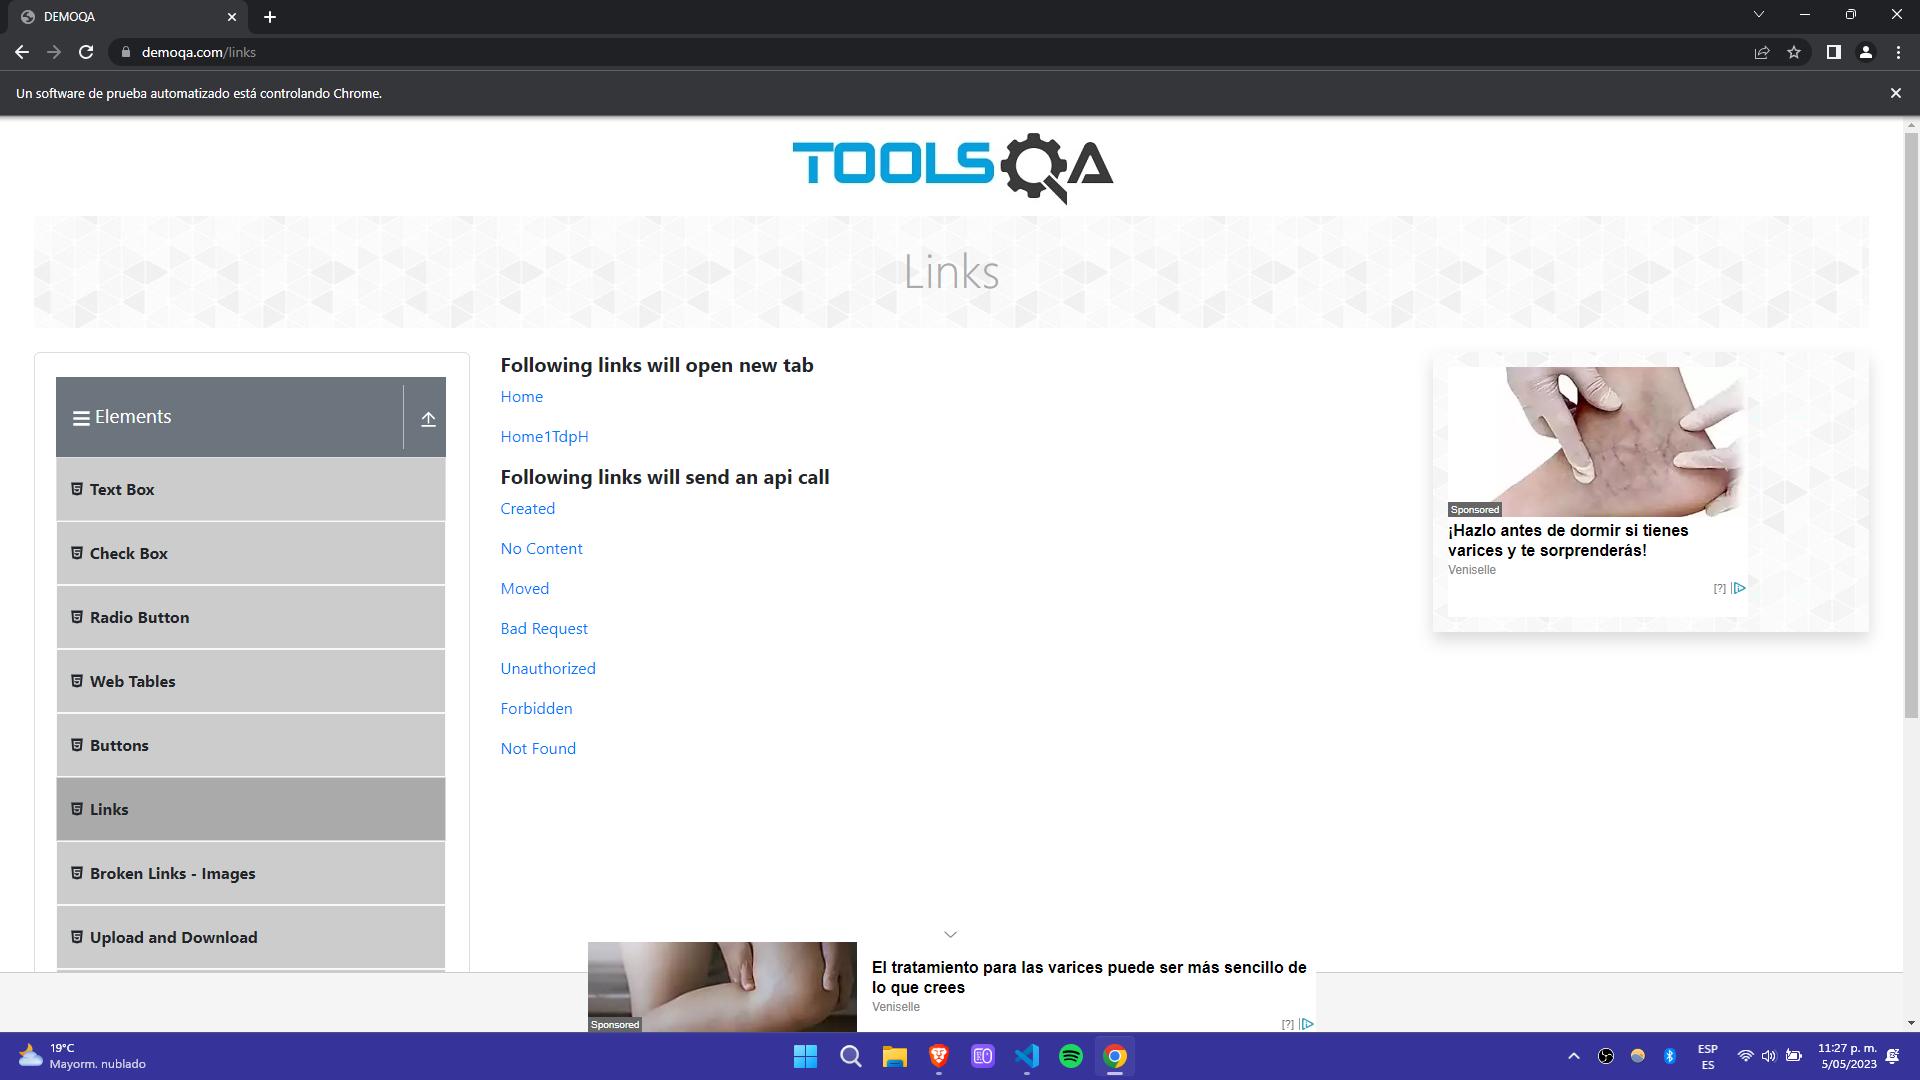 DEMOQA
demoqa.com/links
Un software de prueba automatizado está controlando Chrome.
TOOLSQA
Links
Elements
Text Box
Check Box
Radio Button
Web Tables
Buttons
Links
Broken Links - Images
Upload and Download
Following links will open new tab
Home
Home1TdpH
Following links will send an api call
Created
No Content
Moved
Bad Request
Unauthorized
Forbidden
Not Found
Sponsored
¡Hazlo antes de dormir si tienes
varices y te sorprenderás!
Veniselle
[?]
El tratamiento para las varices puede ser más sencillo de
lo que crees
Veniselle
Sponsored
[?]
19°C
Mayorm. nublado
ESP
ES
11:27 p. m.
5/05/2023